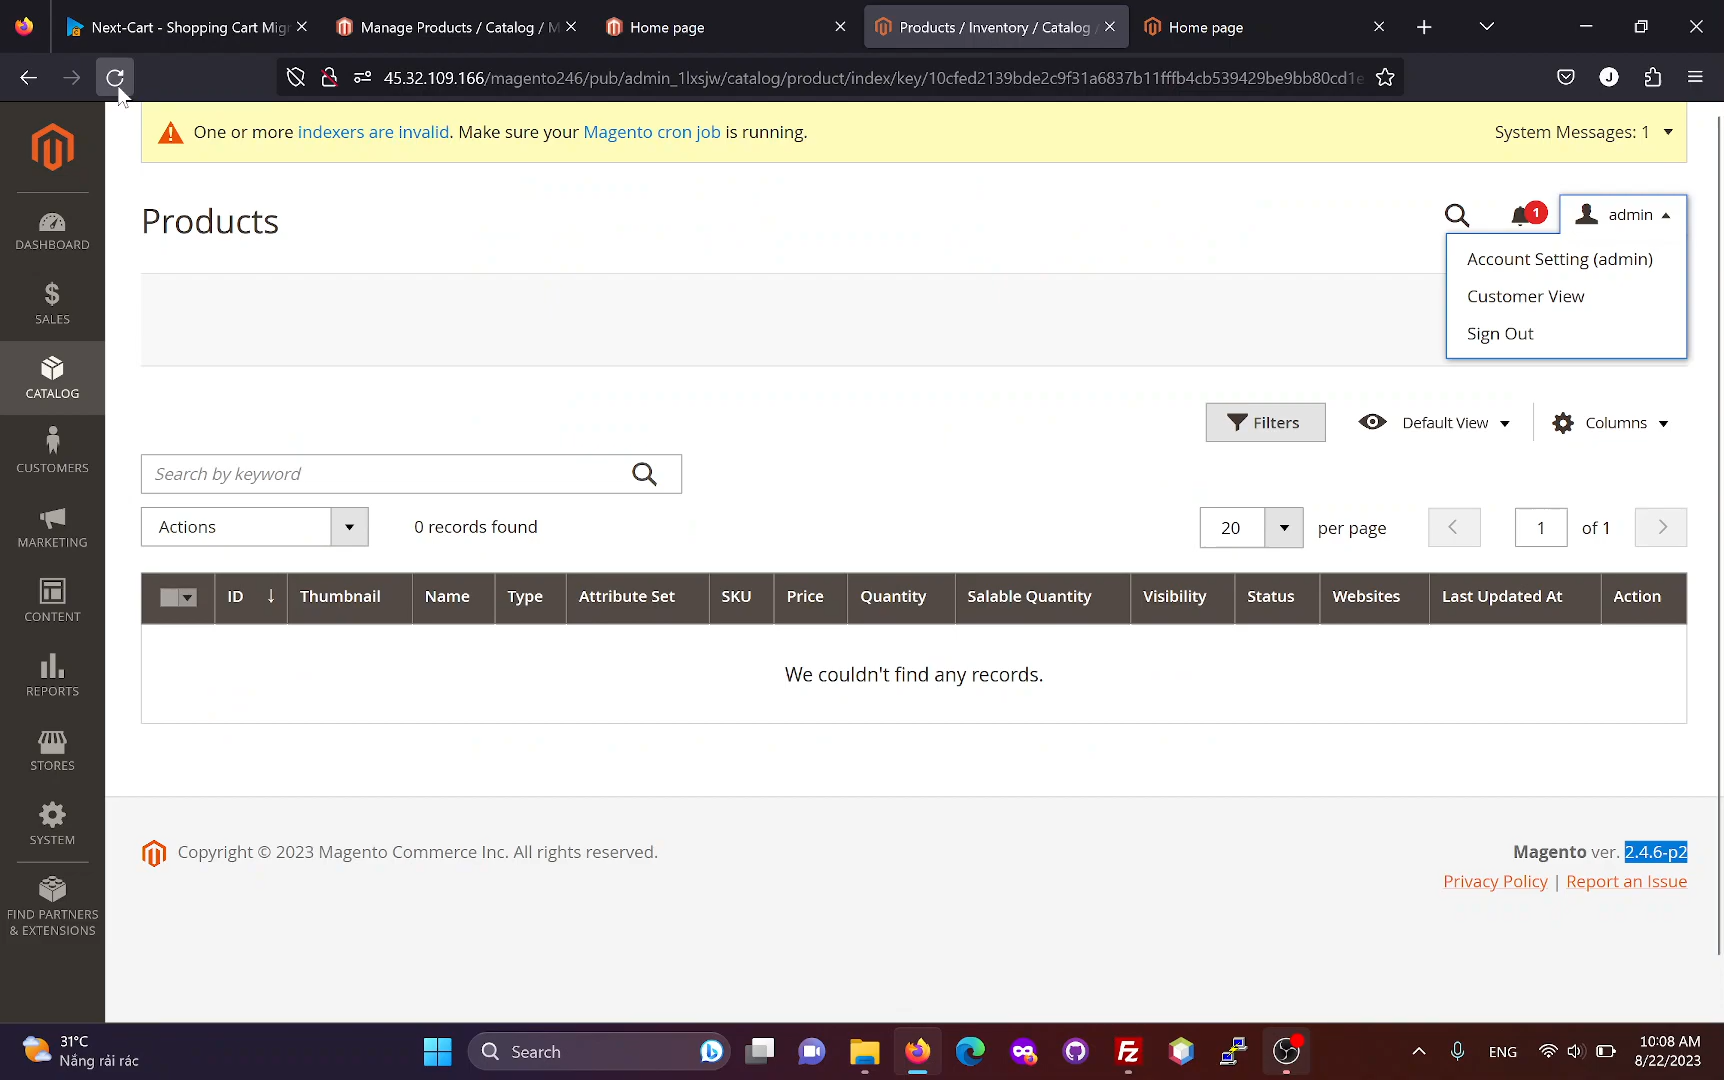 Next-Cart - Shopping Cart Migr
Manage Products / Catalog / M
Home page
Products / Inventory / Catalog
Home page
45.32.109.166/magento246/pub/admin_1lxsjw/catalog/product/index/key/10cfed2139bde2c9f31a6837b11fffb4cb539429be9bb80cd1e
J
One or more indexers are invalid. Make sure your Magento cron job is running.
System Messages: 1
Products
1
admin
Account Setting (admin)
Customer View
Sign Out
DASHBOARD
SALES
CATALOG
CUSTOMERS
MARKETING
CONTENT
REPORTS
STORES
SYSTEM
FIND PARTNERS
& EXTENSIONS
Filters
Default View
Columns
Search by keyword
Actions
0 records found
20
per page
1
of 1
ID
Thumbnail
Name
Type
Attribute Set
SKU
Price
Quantity
Salable Quantity
Visibility
Status
Websites
Last Updated At
Action
We couldn't find any records.
Copyright © 2023 Magento Commerce Inc. All rights reserved.
Magento ver. 2.4.6-p2
Privacy Policy | Report an Issue
31°C
Nắng rải rác
Search
ENG
10:08 AM
8/22/2023